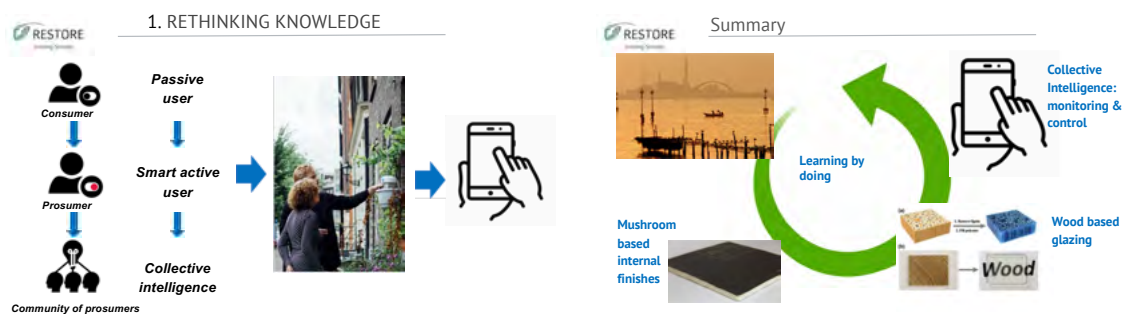 RESTORE
1. RETHINKING KNOWLEDGE
Consumer
Passive
user
Prosumer
Smart active
user
Community of prosumers
Collective
intelligence
RESTORE
Summary
Collective
Intelligence:
monitoring &
control
Learning by
doing
Mushroom
based
internal
finishes
Wood based
glazing
(a)
(b)
Wood